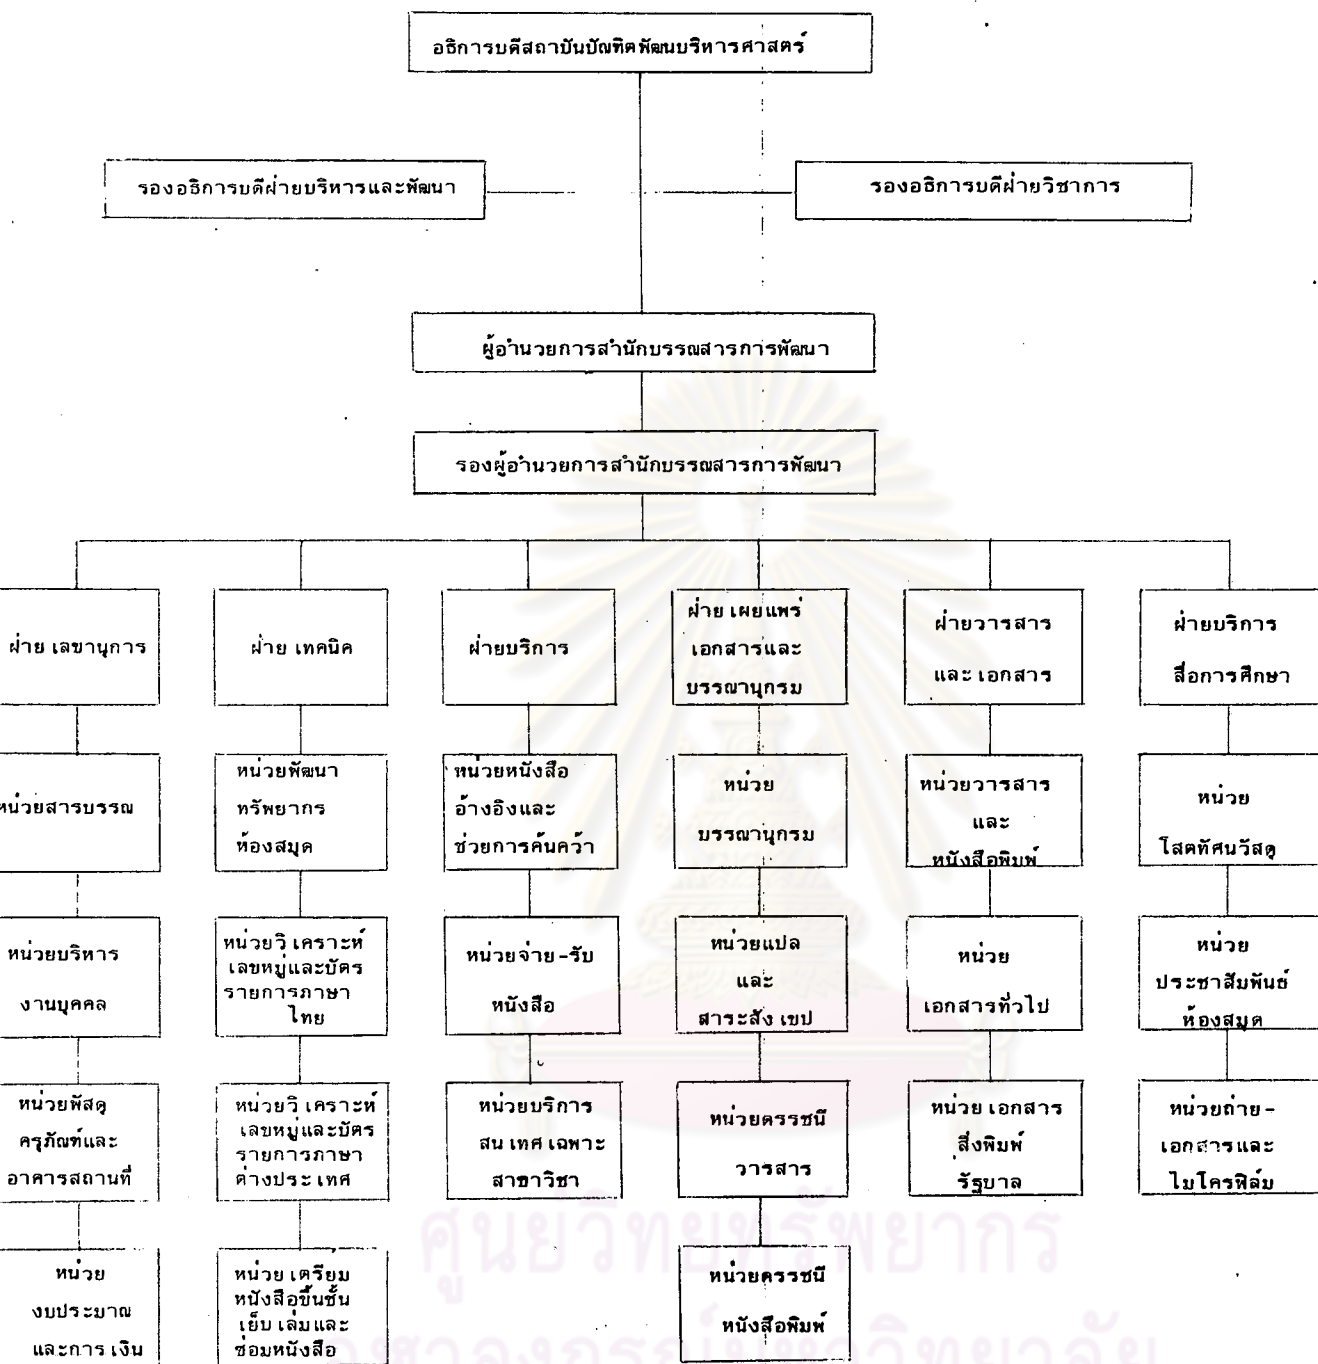 อธิการบดีสถาบันบัณฑิตพัฒนบริหารศาสตร์
รองอธิการบดีฝ่ายบริหารและพัฒนา
รองอธิการบดีฝ่ายวิชาการ
ผู้อำนวยการสำนักบรรณสารการพัฒนา
รองผู้อำนวยการสำนักบรรณสารการพัฒนา
ฝ่ายเลขานุการ
ฝ่ายเทคนิค
ฝ่ายบริการ
ฝ่ายเผยแพร่
เอกสารและ
บรรณานุกรม
ฝ่ายวารสาร
และเอกสาร
ฝ่ายบริการ
สื่อการศึกษา
หน่วยสารบรรณ
หน่วยพัฒนา
ทรัพยากร
ห้องสมุด
หน่วยหนังสือ
อ้างอิงและ
ช่วยการค้นคว้า
หน่วย
บรรณานุกรม
หน่วยวารสาร
และ
หนังสือพิมพ์
หน่วย
โสตทัศนวัสดุ
หน่วยบริหาร
งานบุคคล
หน่วยวิเคราะห์
เลขหมู่และบัตร
รายการภาษา
ไทย
หน่วยจ่าย-รับ
หนังสือ
หน่วยแปล
และ
สาระสังเขป
หน่วย
เอกสารทั่วไป
หน่วย
ประชาสัมพันธ์
ห้องสมุด
หน่วยพัสดุ
ครุภัณฑ์และ
อาคารสถานที่
หน่วยวิเคราะห์
เลขหมู่และบัตร
รายการภาษา
ต่างประเทศ
หน่วยบริการ
สนเทศเฉพาะ
สาขาวิชา
หน่วยดรรชนี
วารสาร
หน่วยเอกสาร
สิ่งพิมพ์
รัฐบาล
หน่วยถ่าย-
เอกสารและ
ไมโครฟิล์ม
หน่วย
งบประมาณ
และการเงิน
หน่วยเตรียม
หนังสือขึ้นชั้น
เย็บเล่มและ
ซ่อมหนังสือ
หน่วยดรรชนี
หนังสือพิมพ์
ศูนย์วิทยทรัพยากร
จุฬาลงกรณ์มหาวิทยาลัย